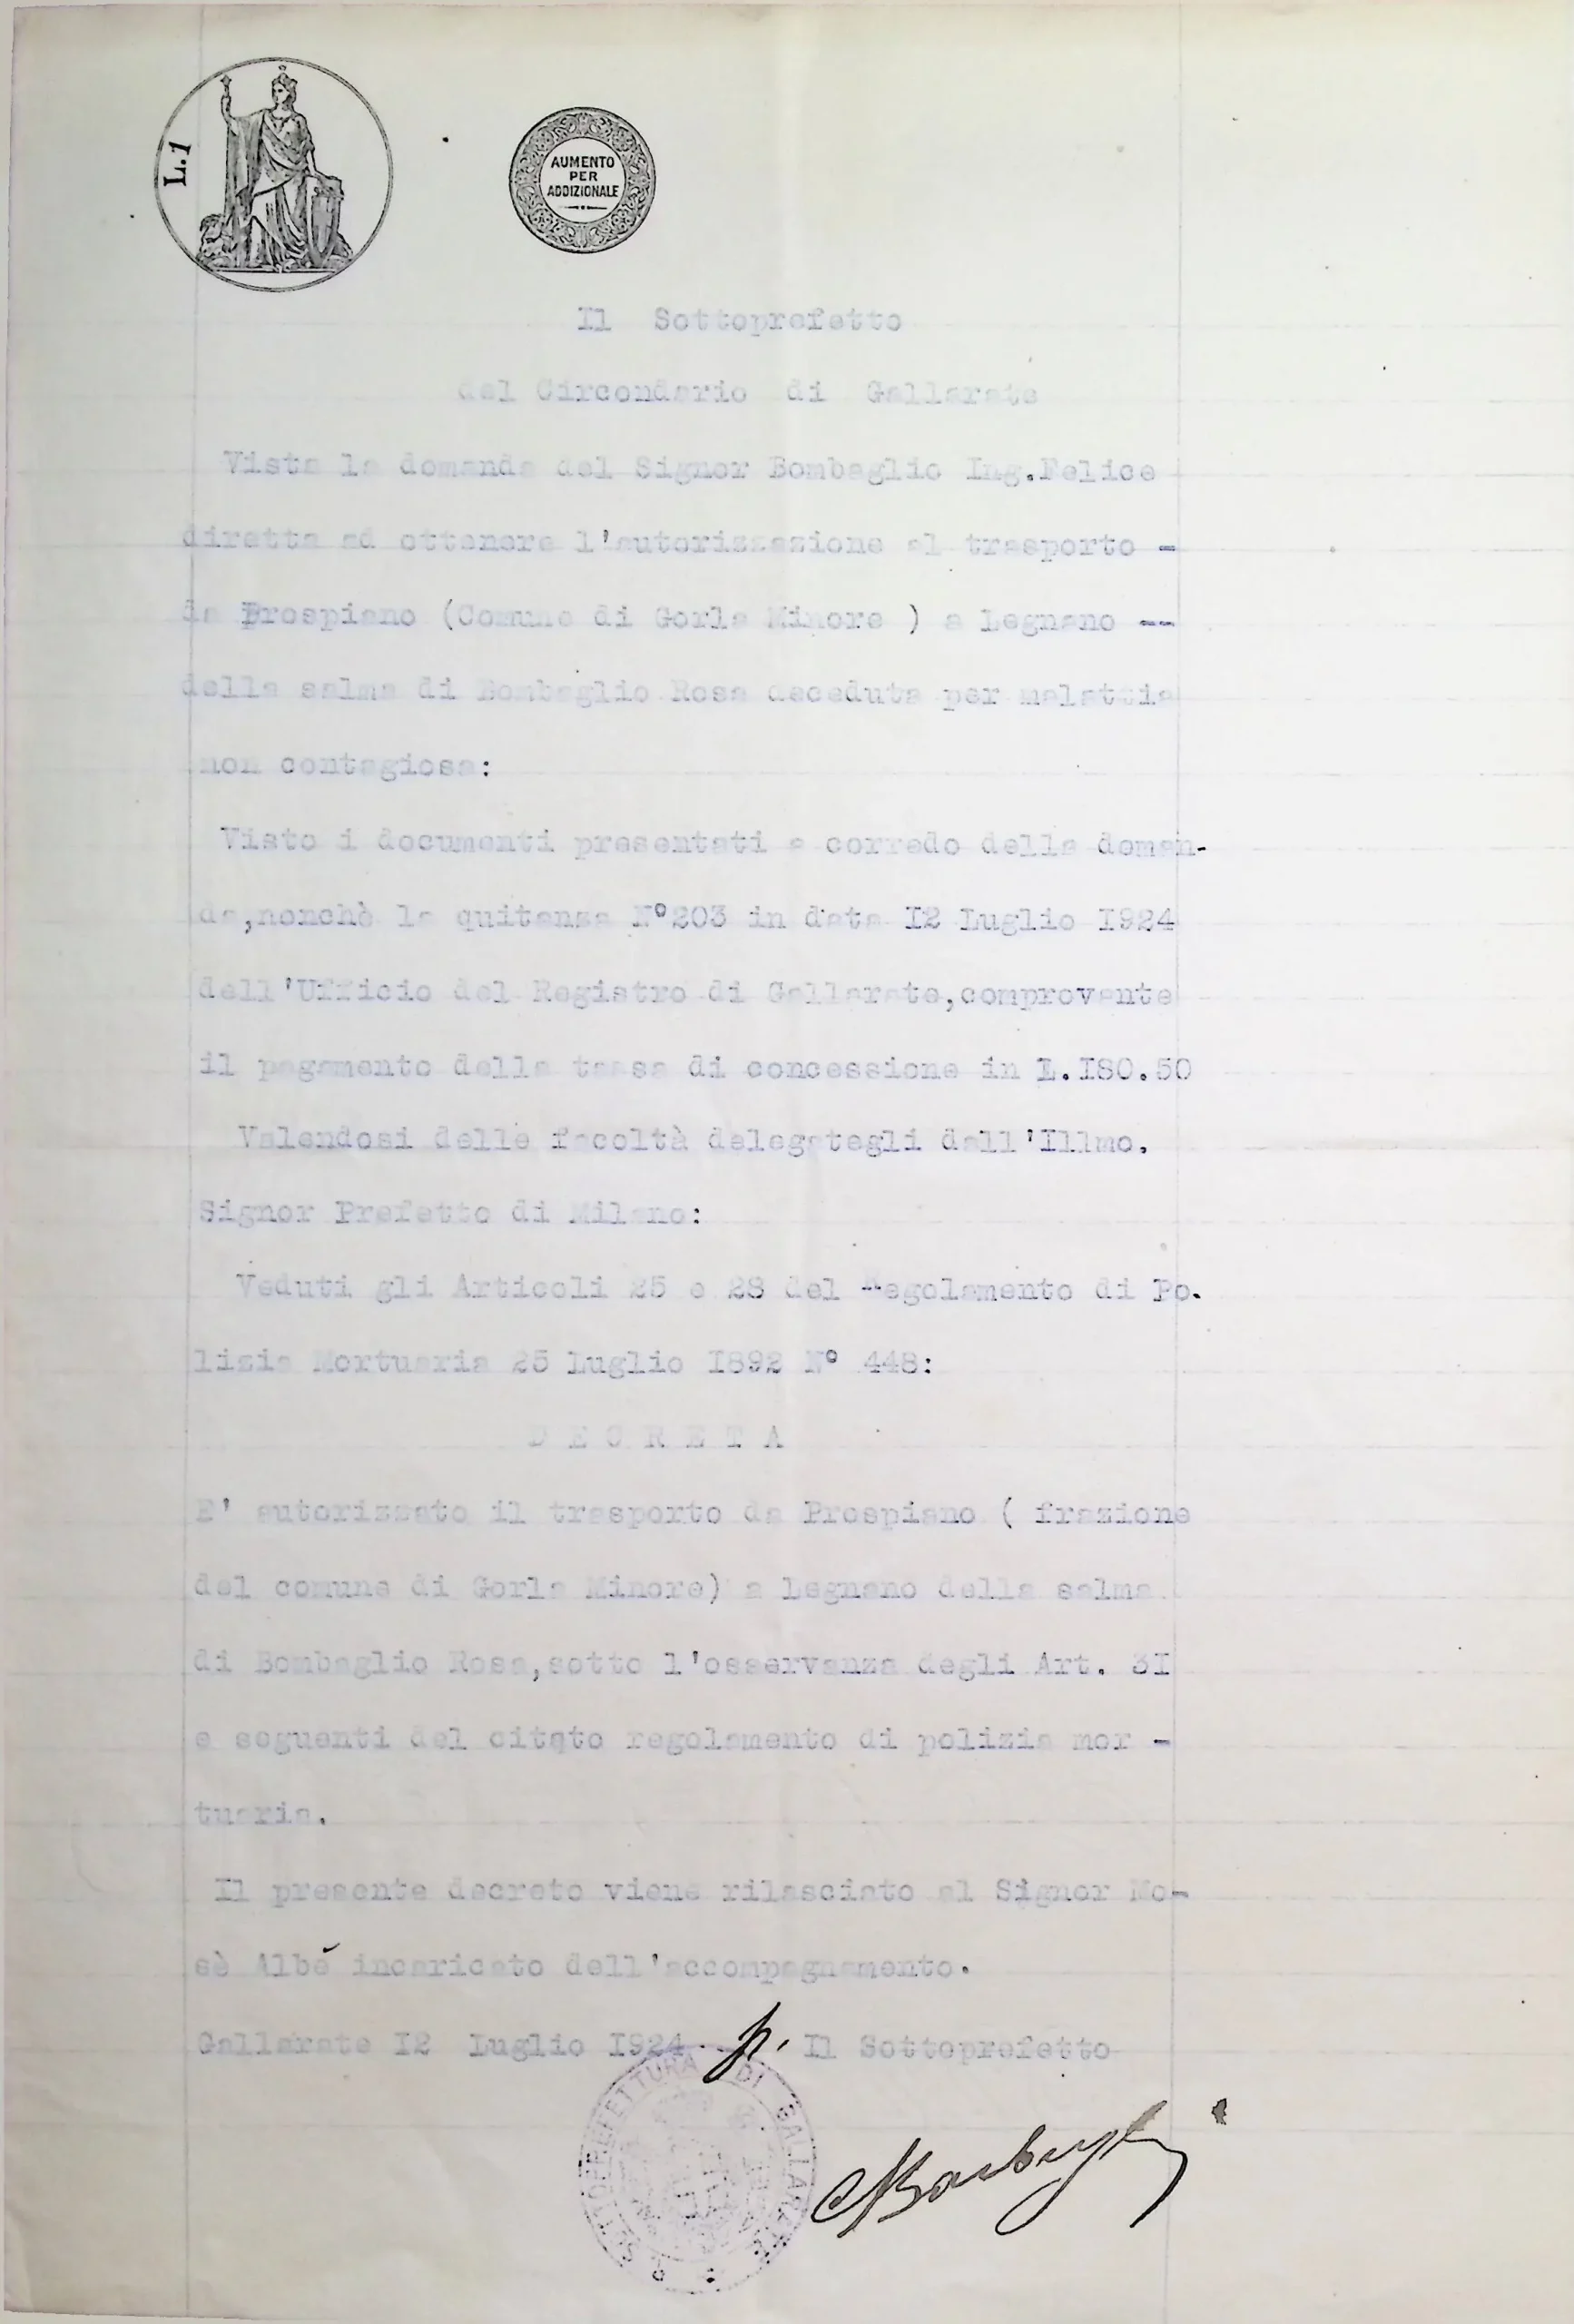 L.1
AUMENTO
PER
ADDIZIONALE
Il Sottoprefetto
del Circondario di Gallarate
Vista la domanda del Signor Bombaglio Ing.Felice
diretta ad ottenere l'autorizzazione al trasporto -
da Prospiano (Comune di Gorla Minore ) a Legnano --
della salma di Bombaglio Rosa deceduta per malattia
non contagiosa:
Visto i documenti presentati a corredo della doman-
da,nonchè la quitanza N°203 in data I2 Luglio I924
dell'Ufficio del Registro di Gallarate,comprovante
il pagamento della tassa di concessione in L.I80.50
Valendosi delle facoltà delegategli dall'Illmo.
Signor Prefetto di Milano:
Veduti gli Articoli 25 e 28 del Regolamento di Po.
lizia Mortuaria 25 Luglio I892 N° 448:
D E C R E T A
E' autorizzato il trasporto da Prospiano ( frazione
del comune di Gorla Minore) a Legnano della salma
di Bombaglio Rosa,sotto l'osservanza degli Art. 3I
e seguenti del citato regolamento di polizia mor -
tuaria.
Il presente decreto viene rilasciato al Signor Mo-
sè Albé incaricato dell'accompagnamento.
Gallarate I2 Luglio I924 p. Il Sottoprefetto
SOTTOPREFETTURA DI GALLARATE